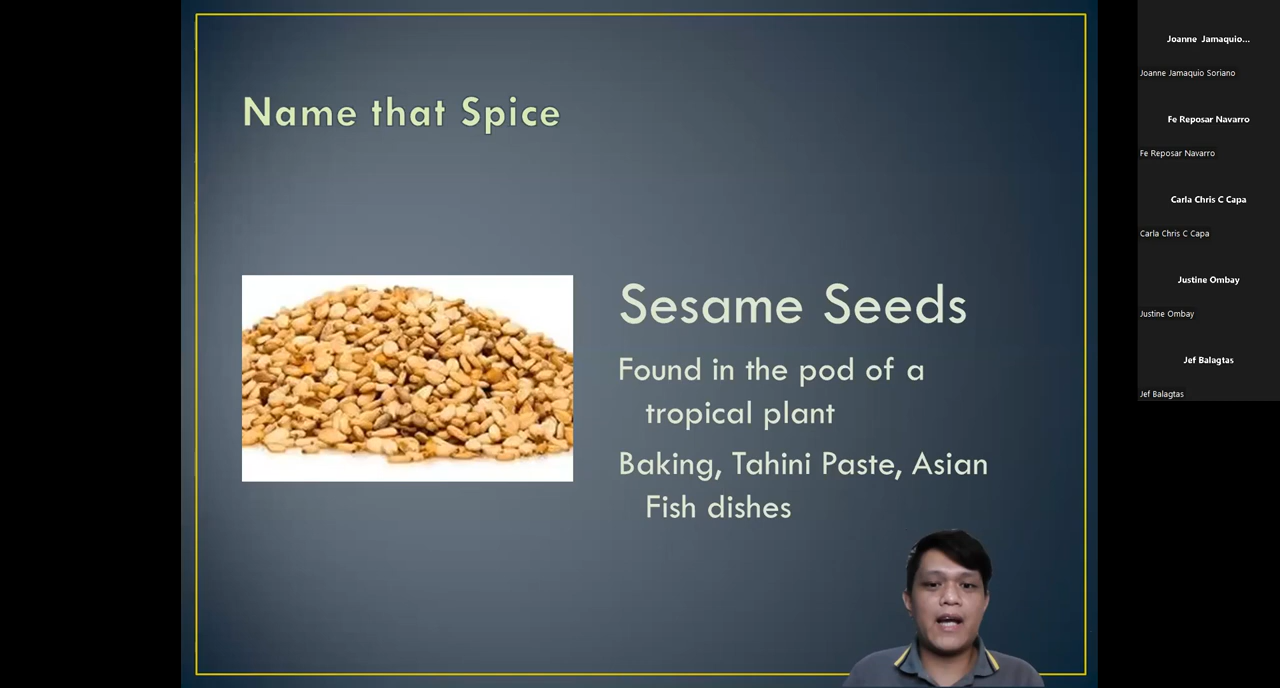 Name that Spice
Sesame Seeds
Found in the pod of a
tropical plant
Baking, Tahini Paste, Asian
Fish dishes
Joanne Jamaquio...
Joanne Jamaquio Soriano
Fe Reposar Navarro
Fe Reposar Navarro
Carla Chris C Capa
Carla Chris C Capa
Justine Ombay
Justine Ombay
Jef Balagtas
Jef Balagtas